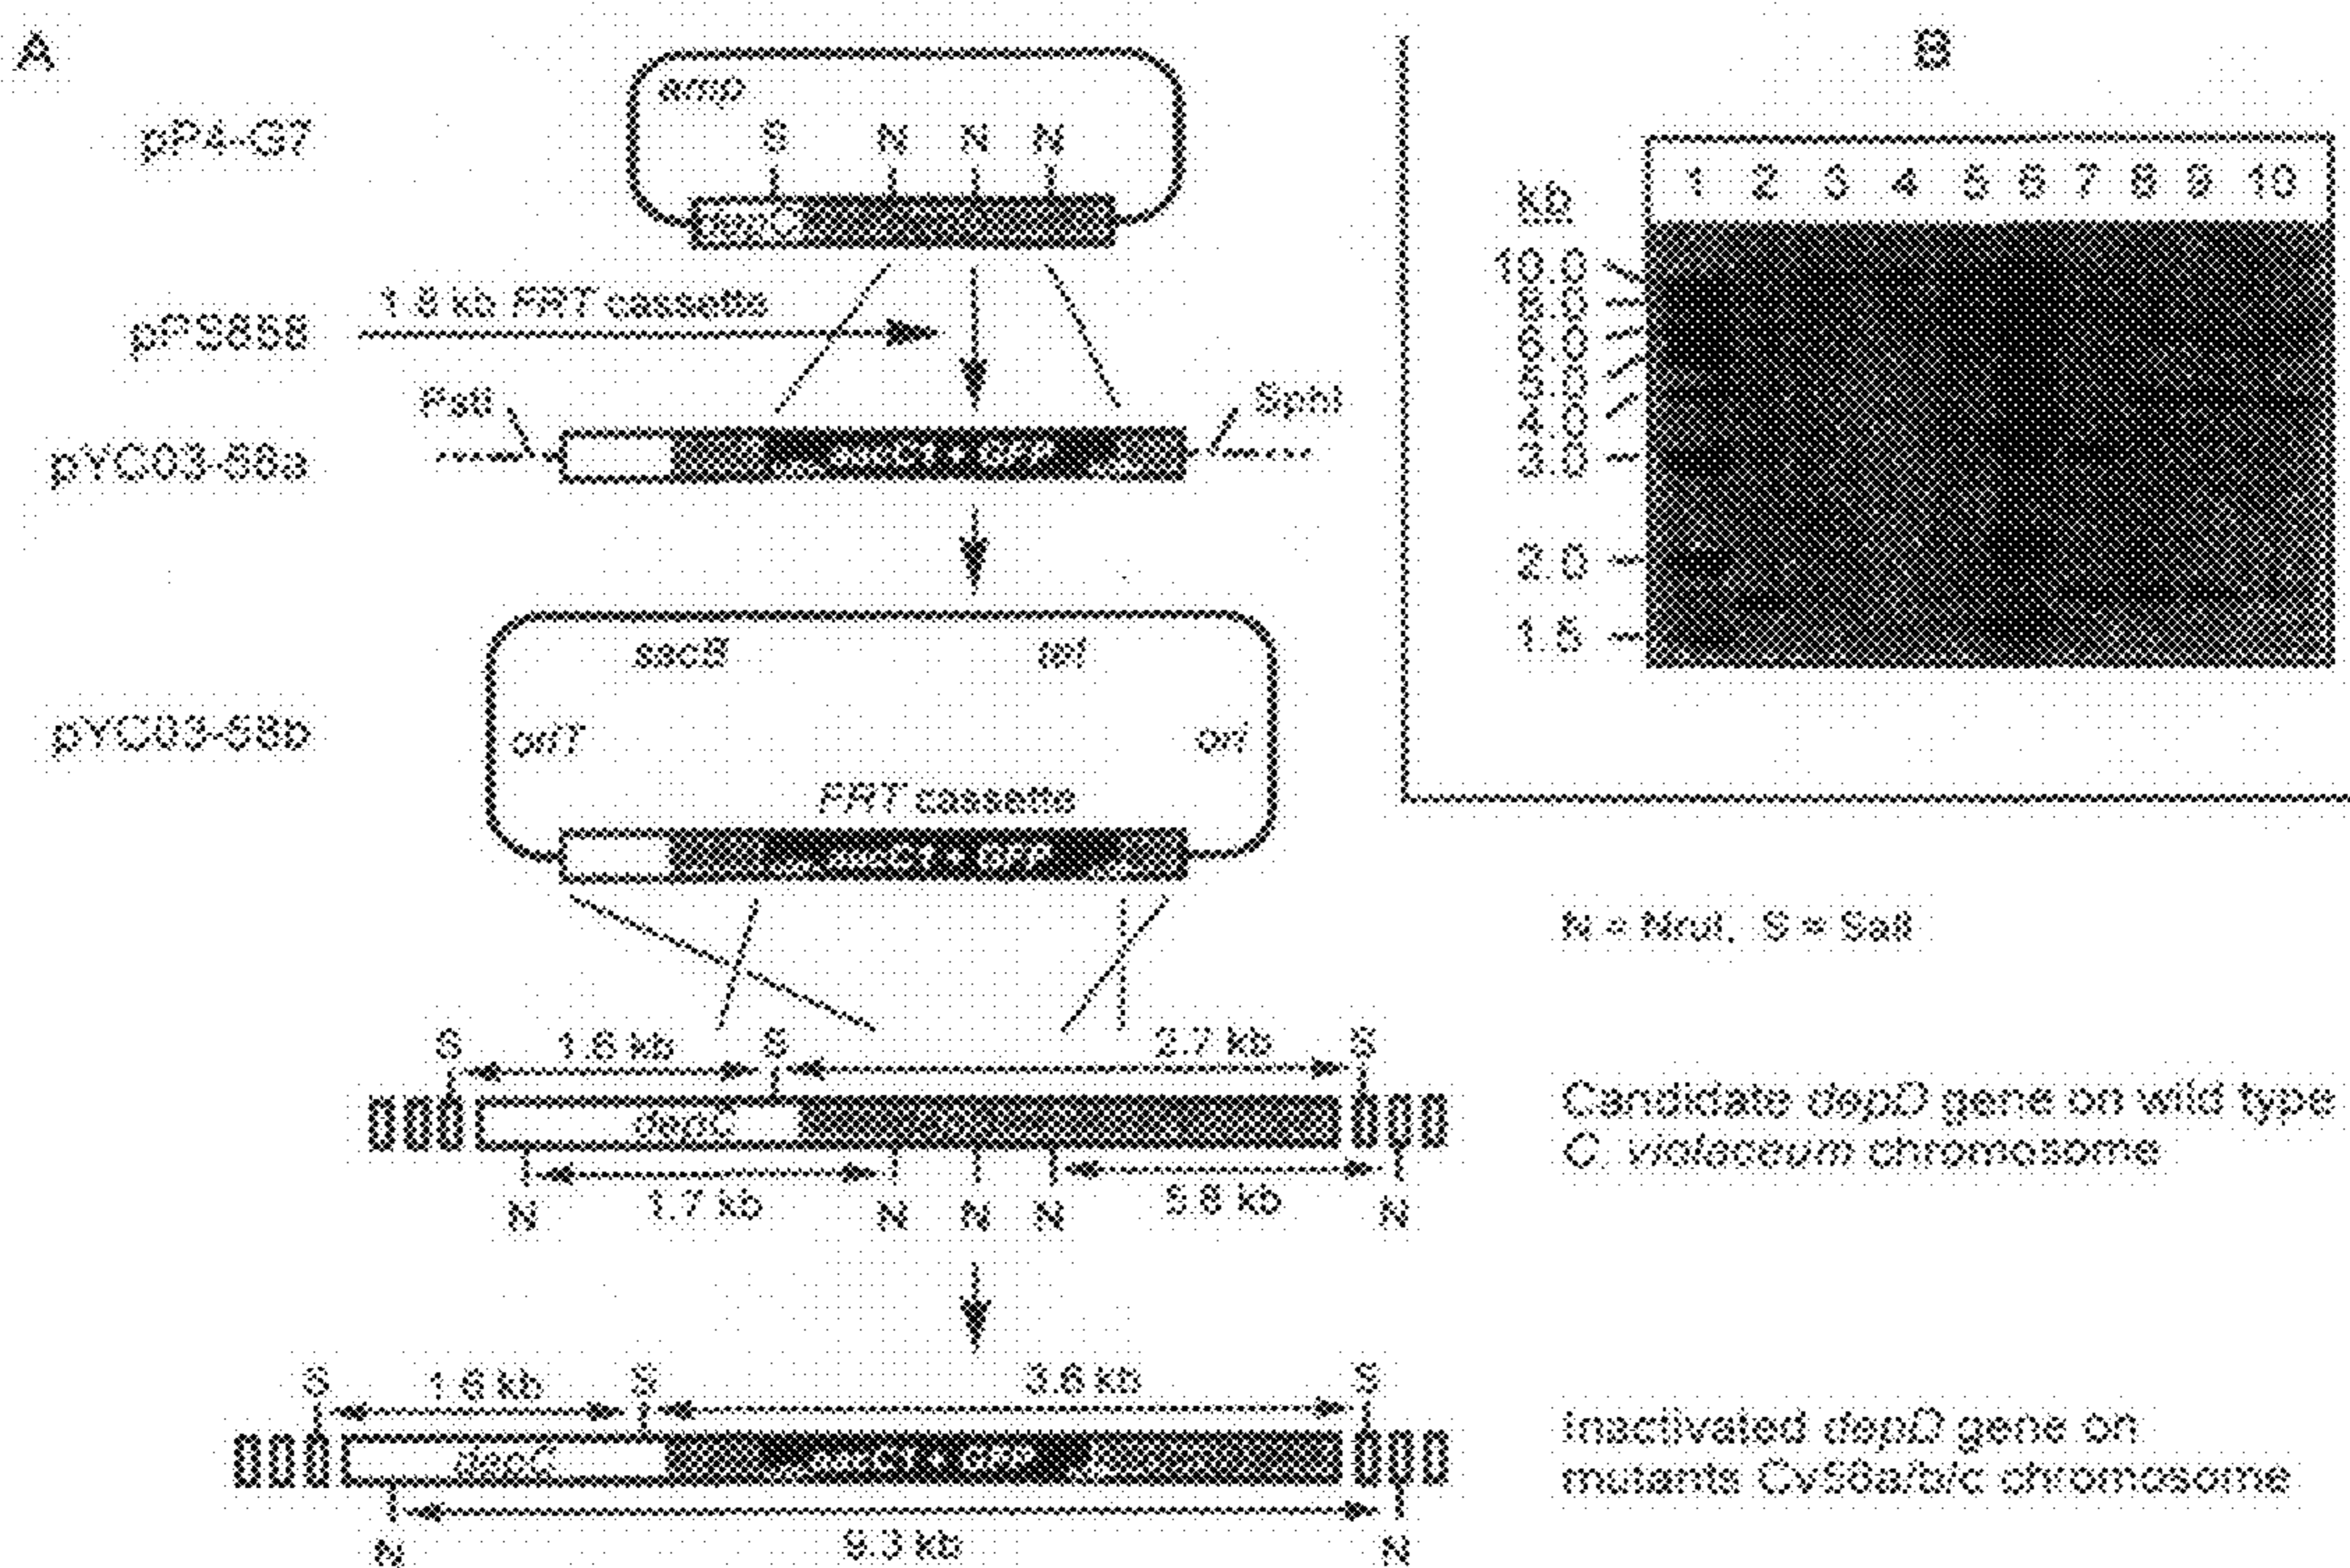 A
pPA-G7
amp
S N N N
pPS858
1.8 kb FRT cassette
PstI
SphI
pYC03-58a
aacC1 + GFP
sacB
tet
pYC03-58b
oriT
ori
FRT cassette
aacC1 + GFP
S 1.6 kb S 2.7 kb S
depC
N 1.7 kb N N N 5.8 kb N
Candidate depD gene on wild type
C. violaceum chromosome
S 1.6 kb S 3.6 kb S
depC
aacC1 + GFP
N 9.3 kb N
Inactivated depD gene on
mutants Cv58a/b/c chromosome
B
1 2 3 4 5 6 7 8 9 10
kb
10.0
8.0
6.0
5.0
4.0
3.0
2.0
1.5
N = NruI, S = SalI